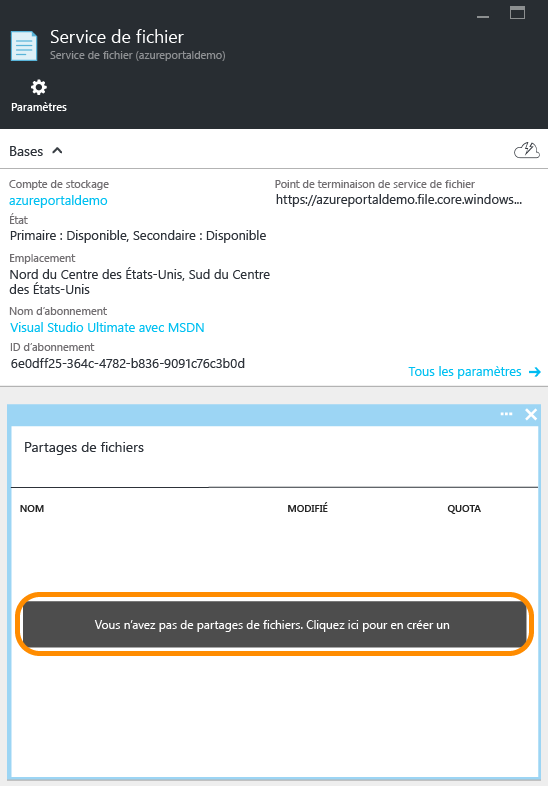 Service de fichier
Service de fichier (azureportaldemo)
Paramètres
Bases
Compte de stockage
azureportaldemo
Point de terminaison de service de fichier
https://azureportaldemo.file.core.windows...
État
Primaire : Disponible, Secondaire : Disponible
Emplacement
Nord du Centre des États-Unis, Sud du Centre
des États-Unis
Nom d'abonnement
Visual Studio Ultimate avec MSDN
ID d'abonnement
6e0dff25-364c-4782-b836-9091c76c3b0d
Tous les paramètres
Partages de fichiers
NOM MODIFIÉ QUOTA
Vous n'avez pas de partages de fichiers. Cliquez ici pour en créer un